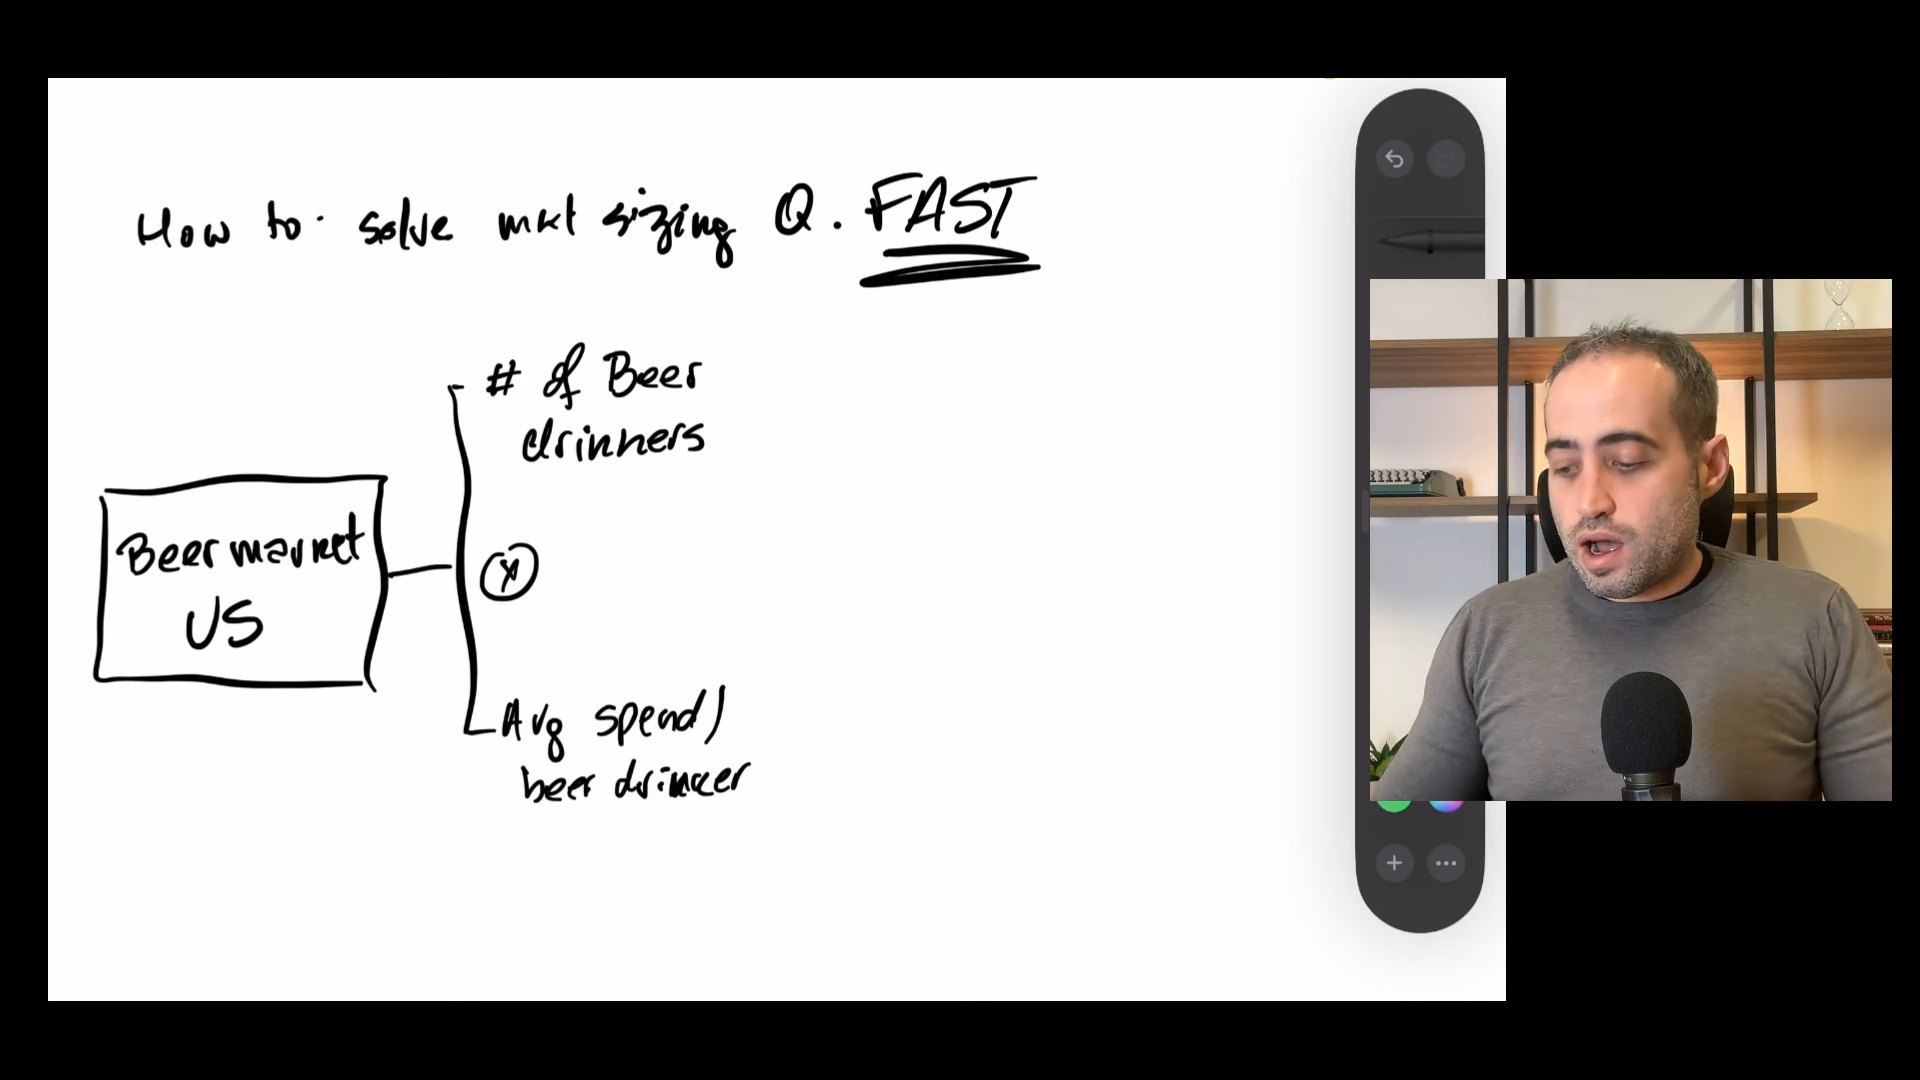 How to solve mkt sizing Q. FAST
# of Beer
drinkers
Beer market
US
x
Avg spend/
beer drinker